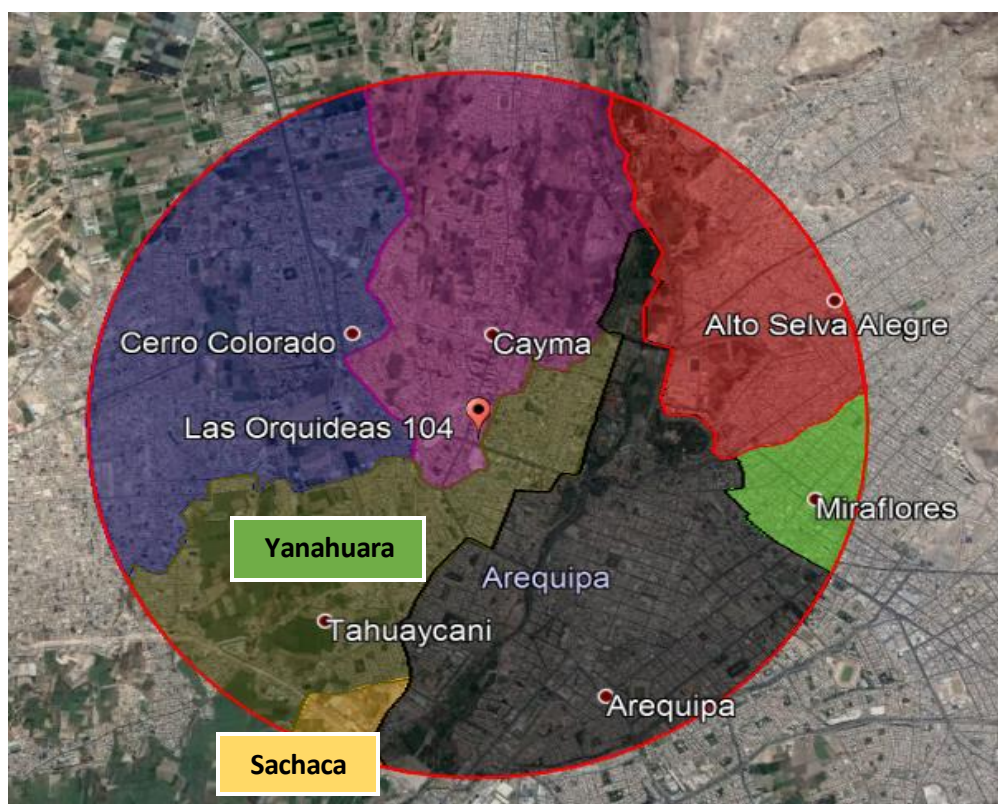 Cerro Colorado
Cayma
Alto Selva Alegre
Las Orquideas 104
Miraflores
Yanahuara
Arequipa
Tahuaycani
Arequipa
Sachaca